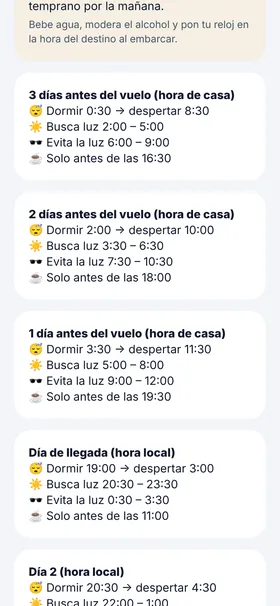 temprano por la mañana.
Bebe agua, modera el alcohol y pon tu reloj en
la hora del destino al embarcar.
3 días antes del vuelo (hora de casa)
😴 Dormir 0:30 → despertar 8:30
☀️ Busca luz 2:00 – 5:00
🕶️ Evita la luz 6:00 – 9:00
☕ Solo antes de las 16:30
2 días antes del vuelo (hora de casa)
😴 Dormir 2:00 → despertar 10:00
☀️ Busca luz 3:30 – 6:30
🕶️ Evita la luz 7:30 – 10:30
☕ Solo antes de las 18:00
1 día antes del vuelo (hora de casa)
😴 Dormir 3:30 → despertar 11:30
☀️ Busca luz 5:00 – 8:00
🕶️ Evita la luz 9:00 – 12:00
☕ Solo antes de las 19:30
Día de llegada (hora local)
😴 Dormir 19:00 → despertar 3:00
☀️ Busca luz 20:30 – 23:30
🕶️ Evita la luz 0:30 – 3:30
☕ Solo antes de las 11:00
Día 2 (hora local)
😴 Dormir 20:30 → despertar 4:30
☀️ Busca luz 22:00 – 1:00